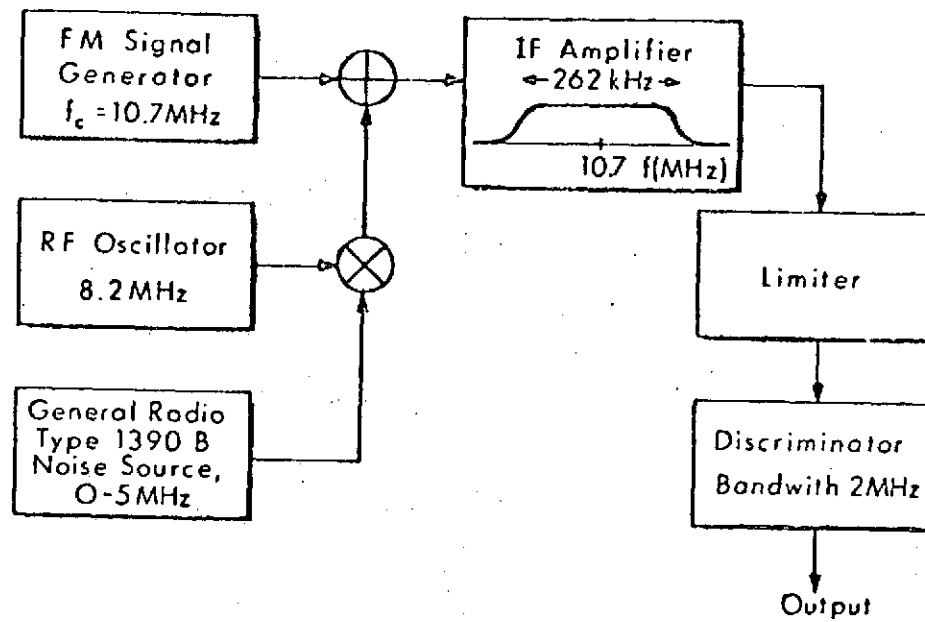 FM Signal
Generator
fc = 10.7MHz
IF Amplifier
262 kHz
10.7 f(MHz)
RF Oscillator
8.2MHz
Limiter
General Radio
Type 1390 B
Noise Source,
0-5MHz
Discriminator
Bandwith 2MHz
Output